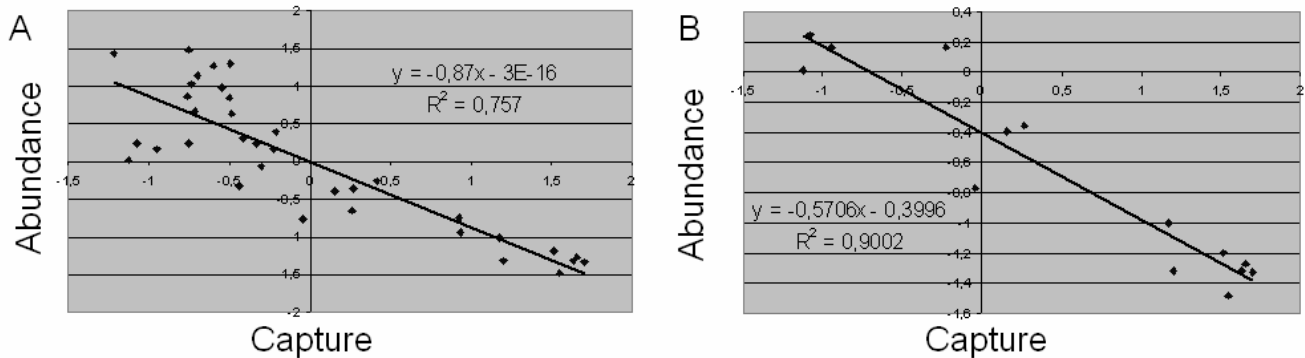 A
Abundance
2
1,5
1
0,5
0
-0,5
-1
-1,5
-2
-1,5 -1 -0,5 0 0,5 1 1,5 2
y = -0,87x - 3E-16
R² = 0,757
Capture
B
Abundance
0,4
0,2
0
-0,2
-0,4
-0,6
-0,8
-1
-1,2
-1,4
-1,6
-1,5 -1 -0,5 0 0,5 1 1,5 2
y = -0,5706x - 0,3996
R² = 0,9002
Capture